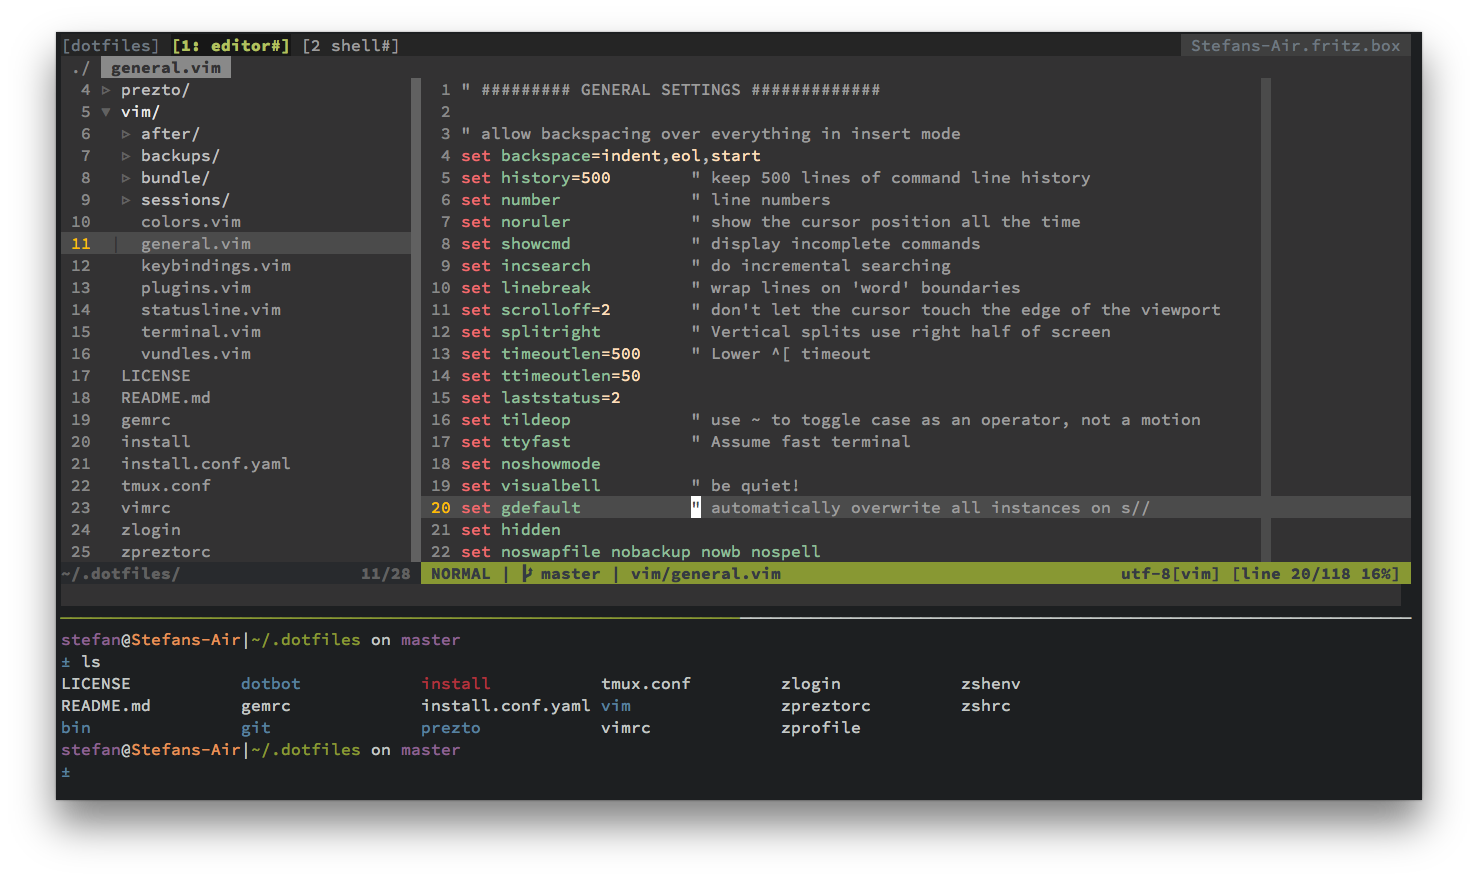 [dotfiles] [1: editor#] [2 shell#] Stefans-Air.fritz.box
./ general.vim
4 ▷ prezto/
5 ▼ vim/
6 ▷ after/
7 ▷ backups/
8 ▷ bundle/
9 ▷ sessions/
10 colors.vim
11 general.vim
12 keybindings.vim
13 plugins.vim
14 statusline.vim
15 terminal.vim
16 vundles.vim
17 LICENSE
18 README.md
19 gemrc
20 install
21 install.conf.yaml
22 tmux.conf
23 vimrc
24 zlogin
25 zpreztorc
~/.dotfiles/ 11/28
1 " ######### GENERAL SETTINGS #############
2
3 " allow backspacing over everything in insert mode
4 set backspace=indent,eol,start
5 set history=500 " keep 500 lines of command line history
6 set number " line numbers
7 set noruler " show the cursor position all the time
8 set showcmd " display incomplete commands
9 set incsearch " do incremental searching
10 set linebreak " wrap lines on 'word' boundaries
11 set scrolloff=2 " don't let the cursor touch the edge of the viewport
12 set splitright " Vertical splits use right half of screen
13 set timeoutlen=500 " Lower ^[ timeout
14 set ttimeoutlen=50
15 set laststatus=2
16 set tildeop " use ~ to toggle case as an operator, not a motion
17 set ttyfast " Assume fast terminal
18 set noshowmode
19 set visualbell " be quiet!
20 set gdefault " automatically overwrite all instances on s//
21 set hidden
22 set noswapfile nobackup nowb nospell
NORMAL | master | vim/general.vim utf-8[vim] [line 20/118 16%]
stefan@Stefans-Air|~/.dotfiles on master
± ls
LICENSE dotbot install tmux.conf zlogin zshenv
README.md gemrc install.conf.yaml vim zpreztorc zshrc
bin git prezto vimrc zprofile
stefan@Stefans-Air|~/.dotfiles on master
±